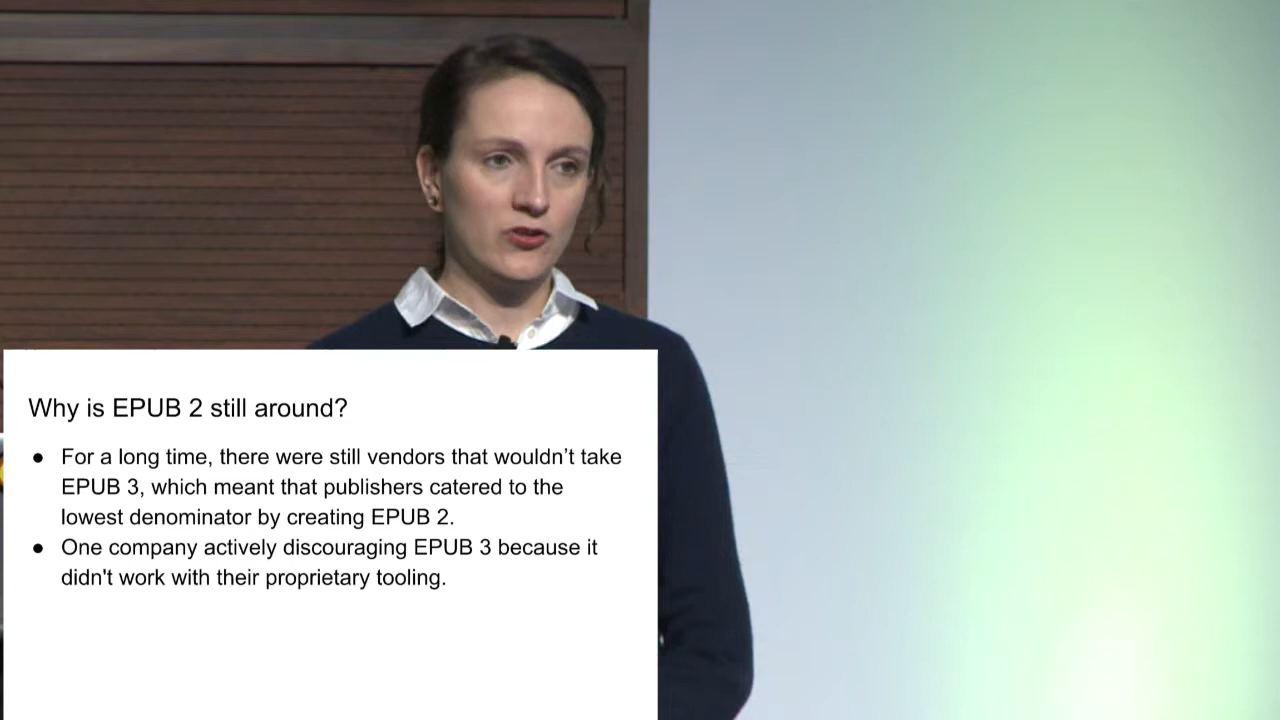 Why is EPUB 2 still around?
● For a long time, there were still vendors that wouldn’t take
EPUB 3, which meant that publishers catered to the
lowest denominator by creating EPUB 2.
● One company actively discouraging EPUB 3 because it
didn't work with their proprietary tooling.